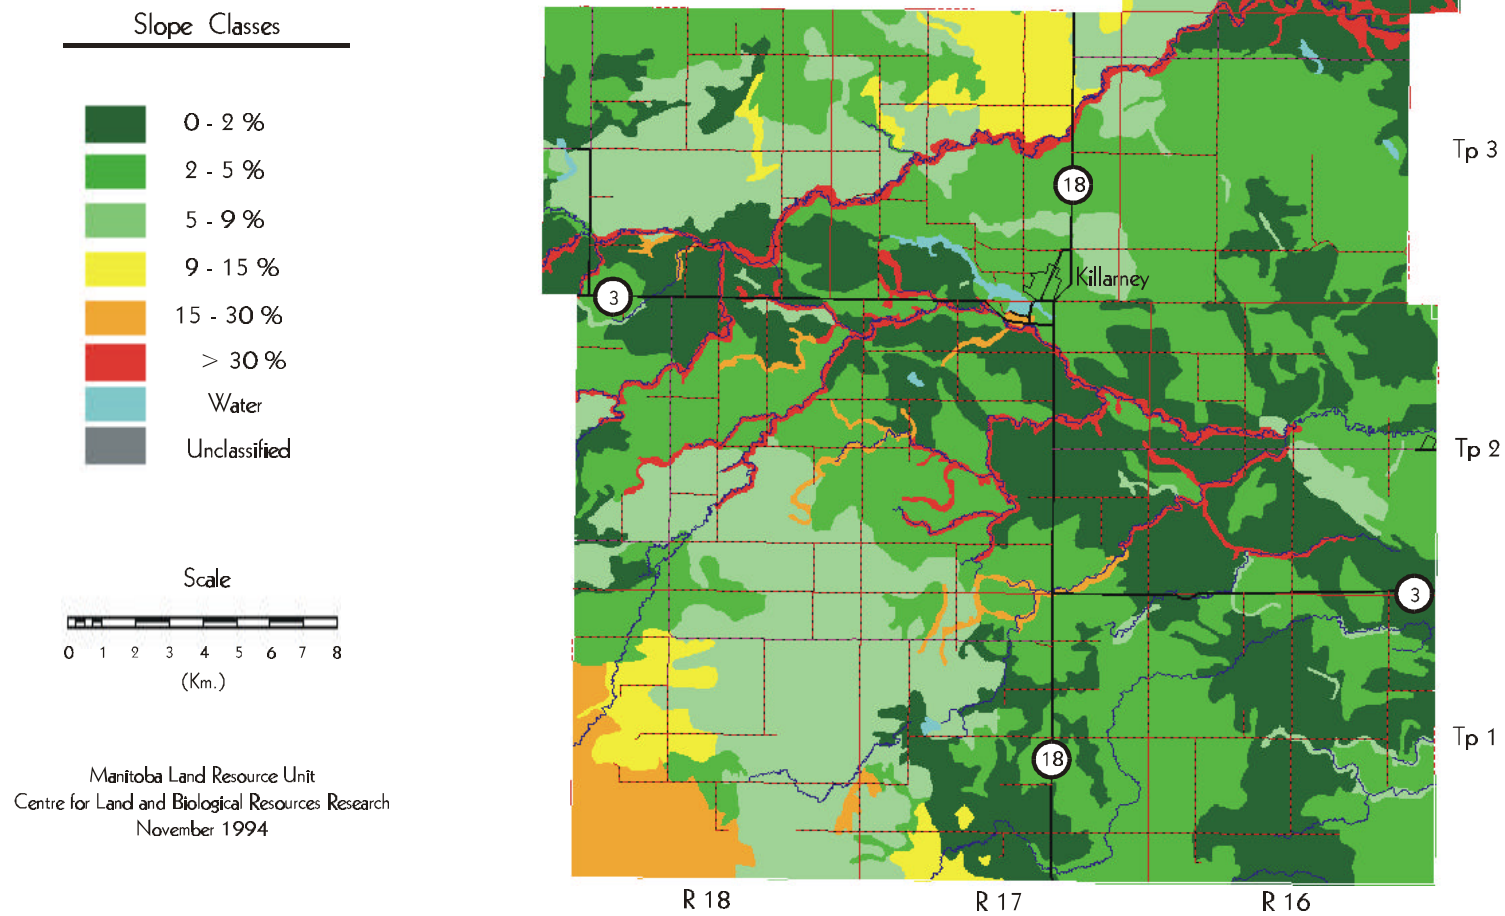 Slope Classes
0 - 2 %
2 - 5 %
5 - 9 %
9 - 15 %
15 - 30 %
> 30 %
Water
Unclassified
Scale
0 1 2 3 4 5 6 7 8
(Km.)
Manitoba Land Resource Unit
Centre for Land and Biological Resources Research
November 1994
Tp 3
18
Killarney
3
Tp 2
3
Tp 1
18
R 18 R 17 R 16